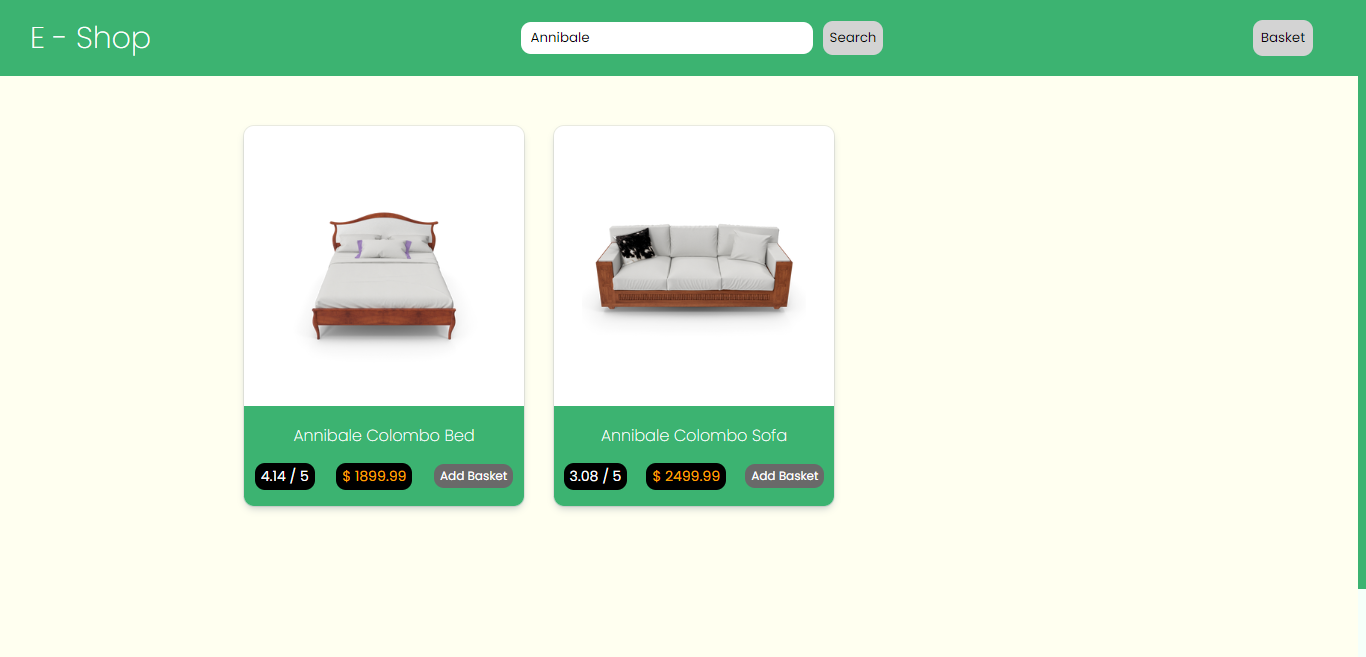 E - Shop
Annibale
Search
Basket
Annibale Colombo Bed
4.14 / 5
$ 1899.99
Add Basket
Annibale Colombo Sofa
3.08 / 5
$ 2499.99
Add Basket